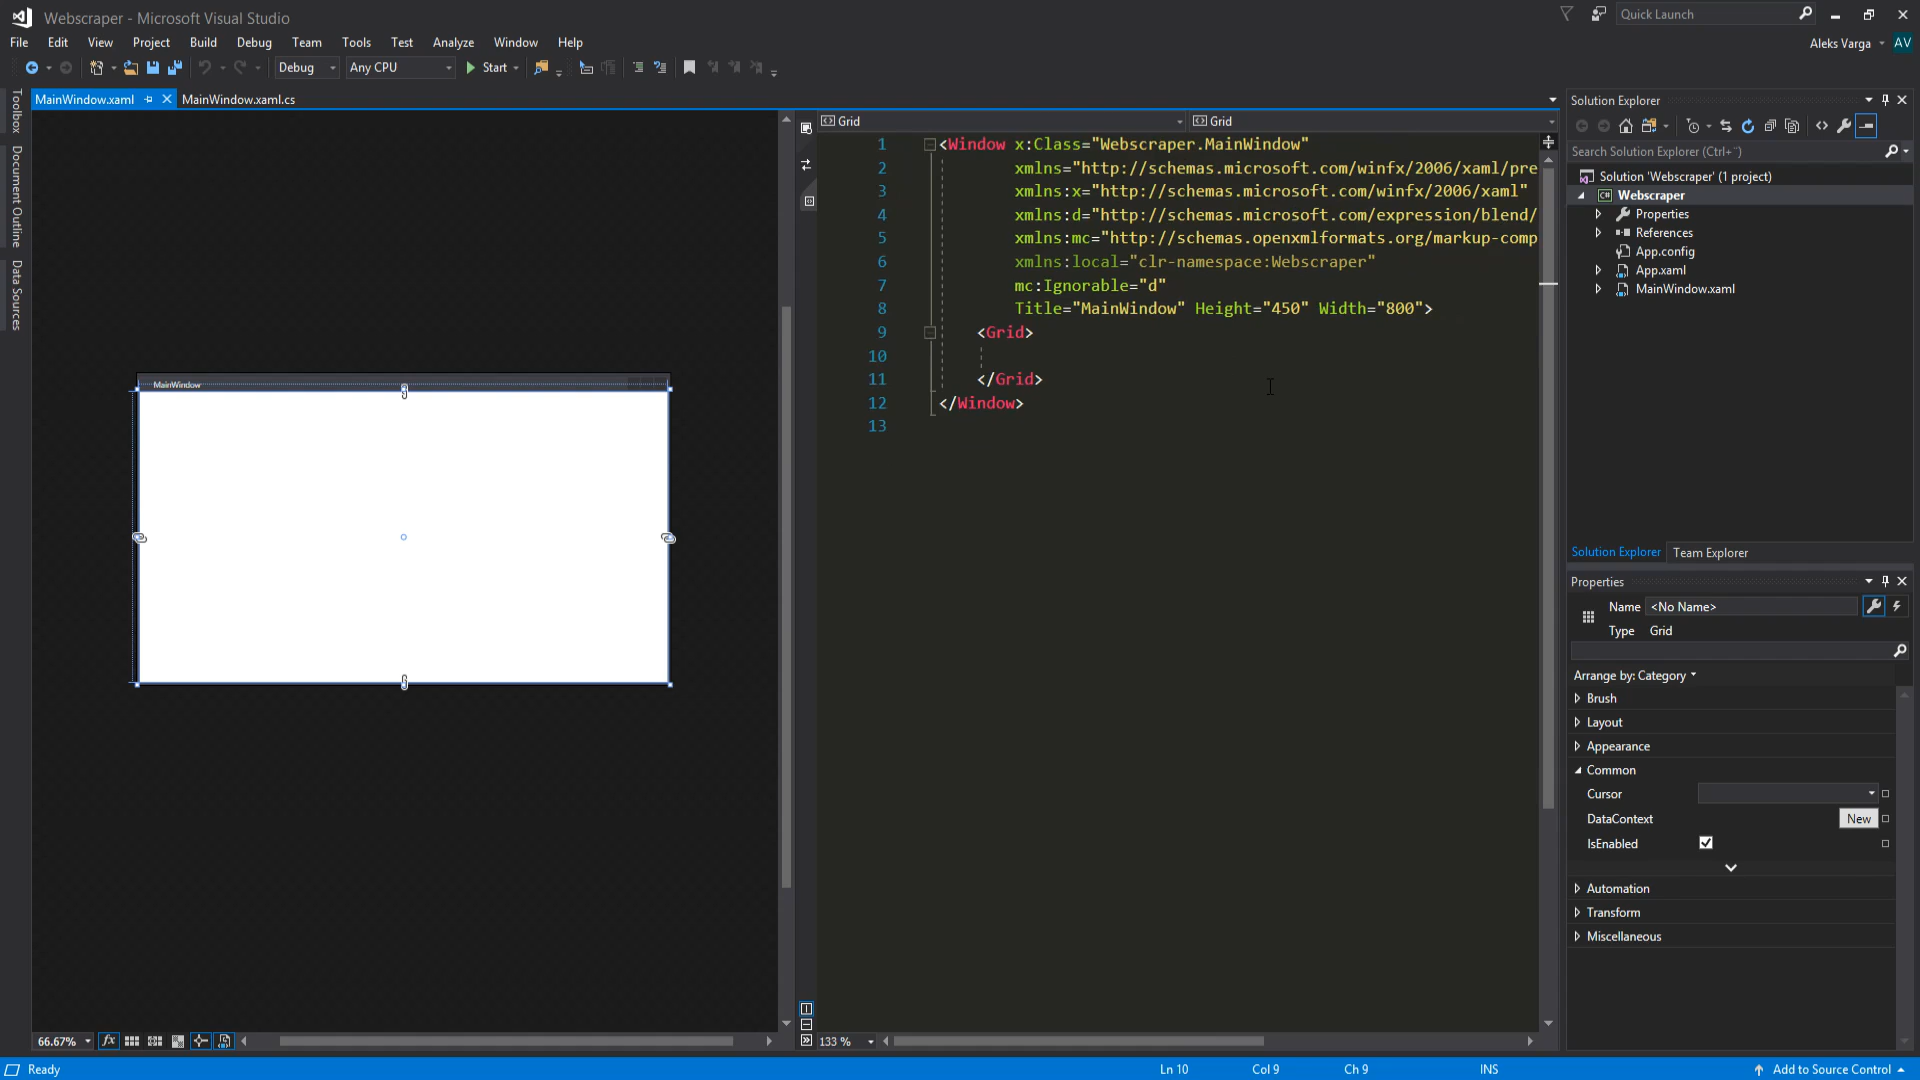 Webscraper - Microsoft Visual Studio
Quick Launch
File Edit View Project Build Debug Team Tools Test Analyze Window Help
Aleks Varga AV
Debug Any CPU Start
Toolbox
Document Outline
Data Sources
MainWindow.xaml MainWindow.xaml.cs
MainWindow
66.67%
Grid Grid
1 <Window x:Class="Webscraper.MainWindow"
2 xmlns="http://schemas.microsoft.com/winfx/2006/xaml/pre
3 xmlns:x="http://schemas.microsoft.com/winfx/2006/xaml"
4 xmlns:d="http://schemas.microsoft.com/expression/blend/
5 xmlns:mc="http://schemas.openxmlformats.org/markup-comp
6 xmlns:local="clr-namespace:Webscraper"
7 mc:Ignorable="d"
8 Title="MainWindow" Height="450" Width="800">
9 <Grid>
10
11 </Grid>
12 </Window>
13
133 %
Solution Explorer
Search Solution Explorer (Ctrl+¨)
Solution 'Webscraper' (1 project)
C# Webscraper
Properties
References
App.config
App.xaml
MainWindow.xaml
Solution Explorer Team Explorer
Properties
Name <No Name>
Type Grid
Arrange by: Category
Brush
Layout
Appearance
Common
Cursor
DataContext New
IsEnabled
Automation
Transform
Miscellaneous
Ready Ln 10 Col 9 Ch 9 INS Add to Source Control